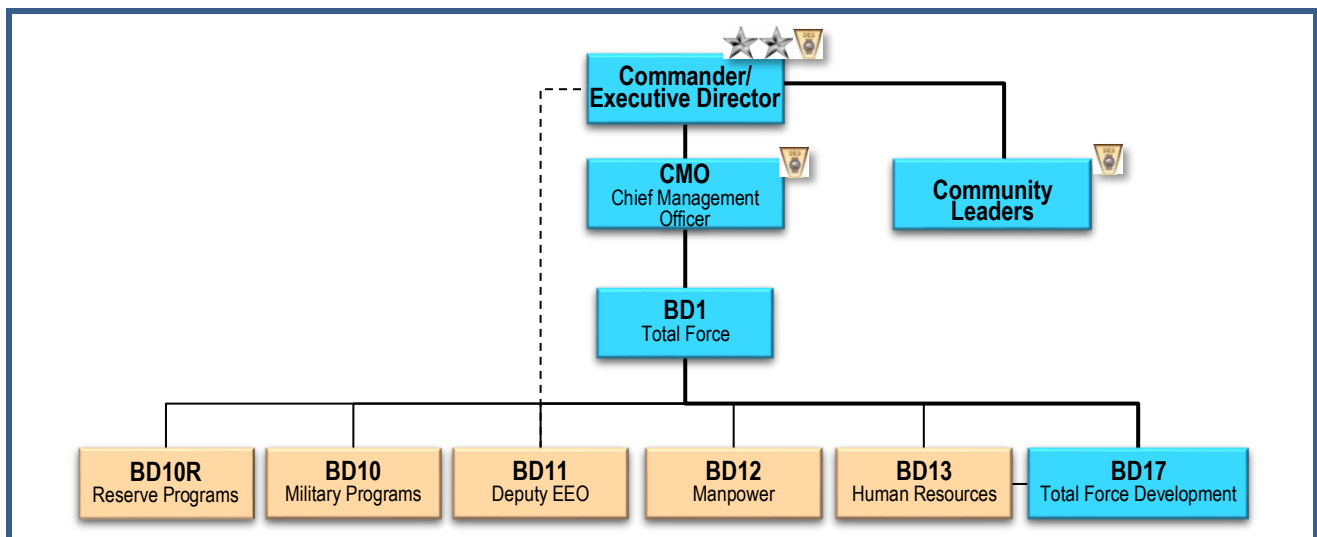 Commander/
Executive Director
CMO
Chief Management
Officer
Community
Leaders
BD1
Total Force
BD10R
Reserve Programs
BD10
Military Programs
BD11
Deputy EEO
BD12
Manpower
BD13
Human Resources
BD17
Total Force Development